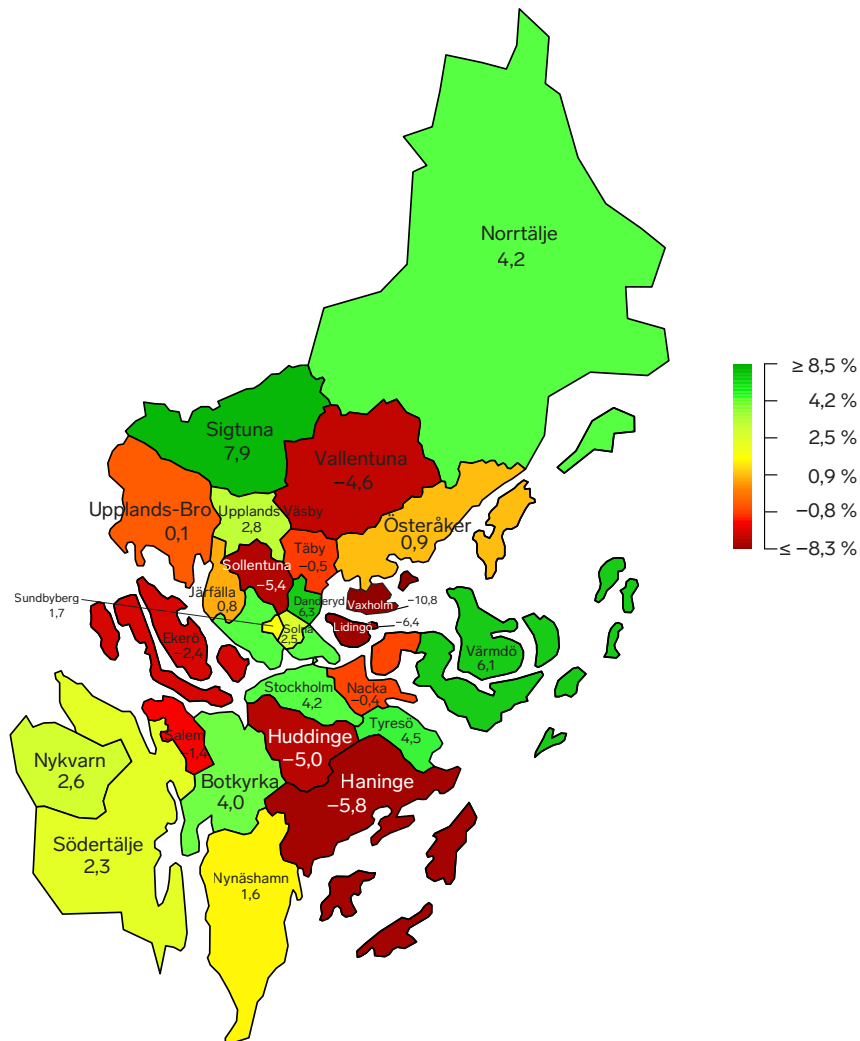 Norrtälje
4,2
≥ 8,5 %
4,2 %
2,5 %
0,9 %
−0,8 %
≤ −8,3 %
Sigtuna
7,9
Vallentuna
−4,6
Upplands-Bro
0,1
Upplands Väsby
2,8
Österåker
0,9
Täby
−0,5
Sollentuna
−5,4
Järfälla
0,8
Sundbyberg
1,7
Danderyd
6,3
Vaxholm
−10,8
Solna
2,5
Lidingö
−6,4
Ekerö
−2,4
Värmdö
6,1
Stockholm
4,2
Nacka
−0,4
Salem
−1,4
Tyresö
4,5
Huddinge
−5,0
Nykvarn
2,6
Botkyrka
4,0
Haninge
−5,8
Södertälje
2,3
Nynäshamn
1,6